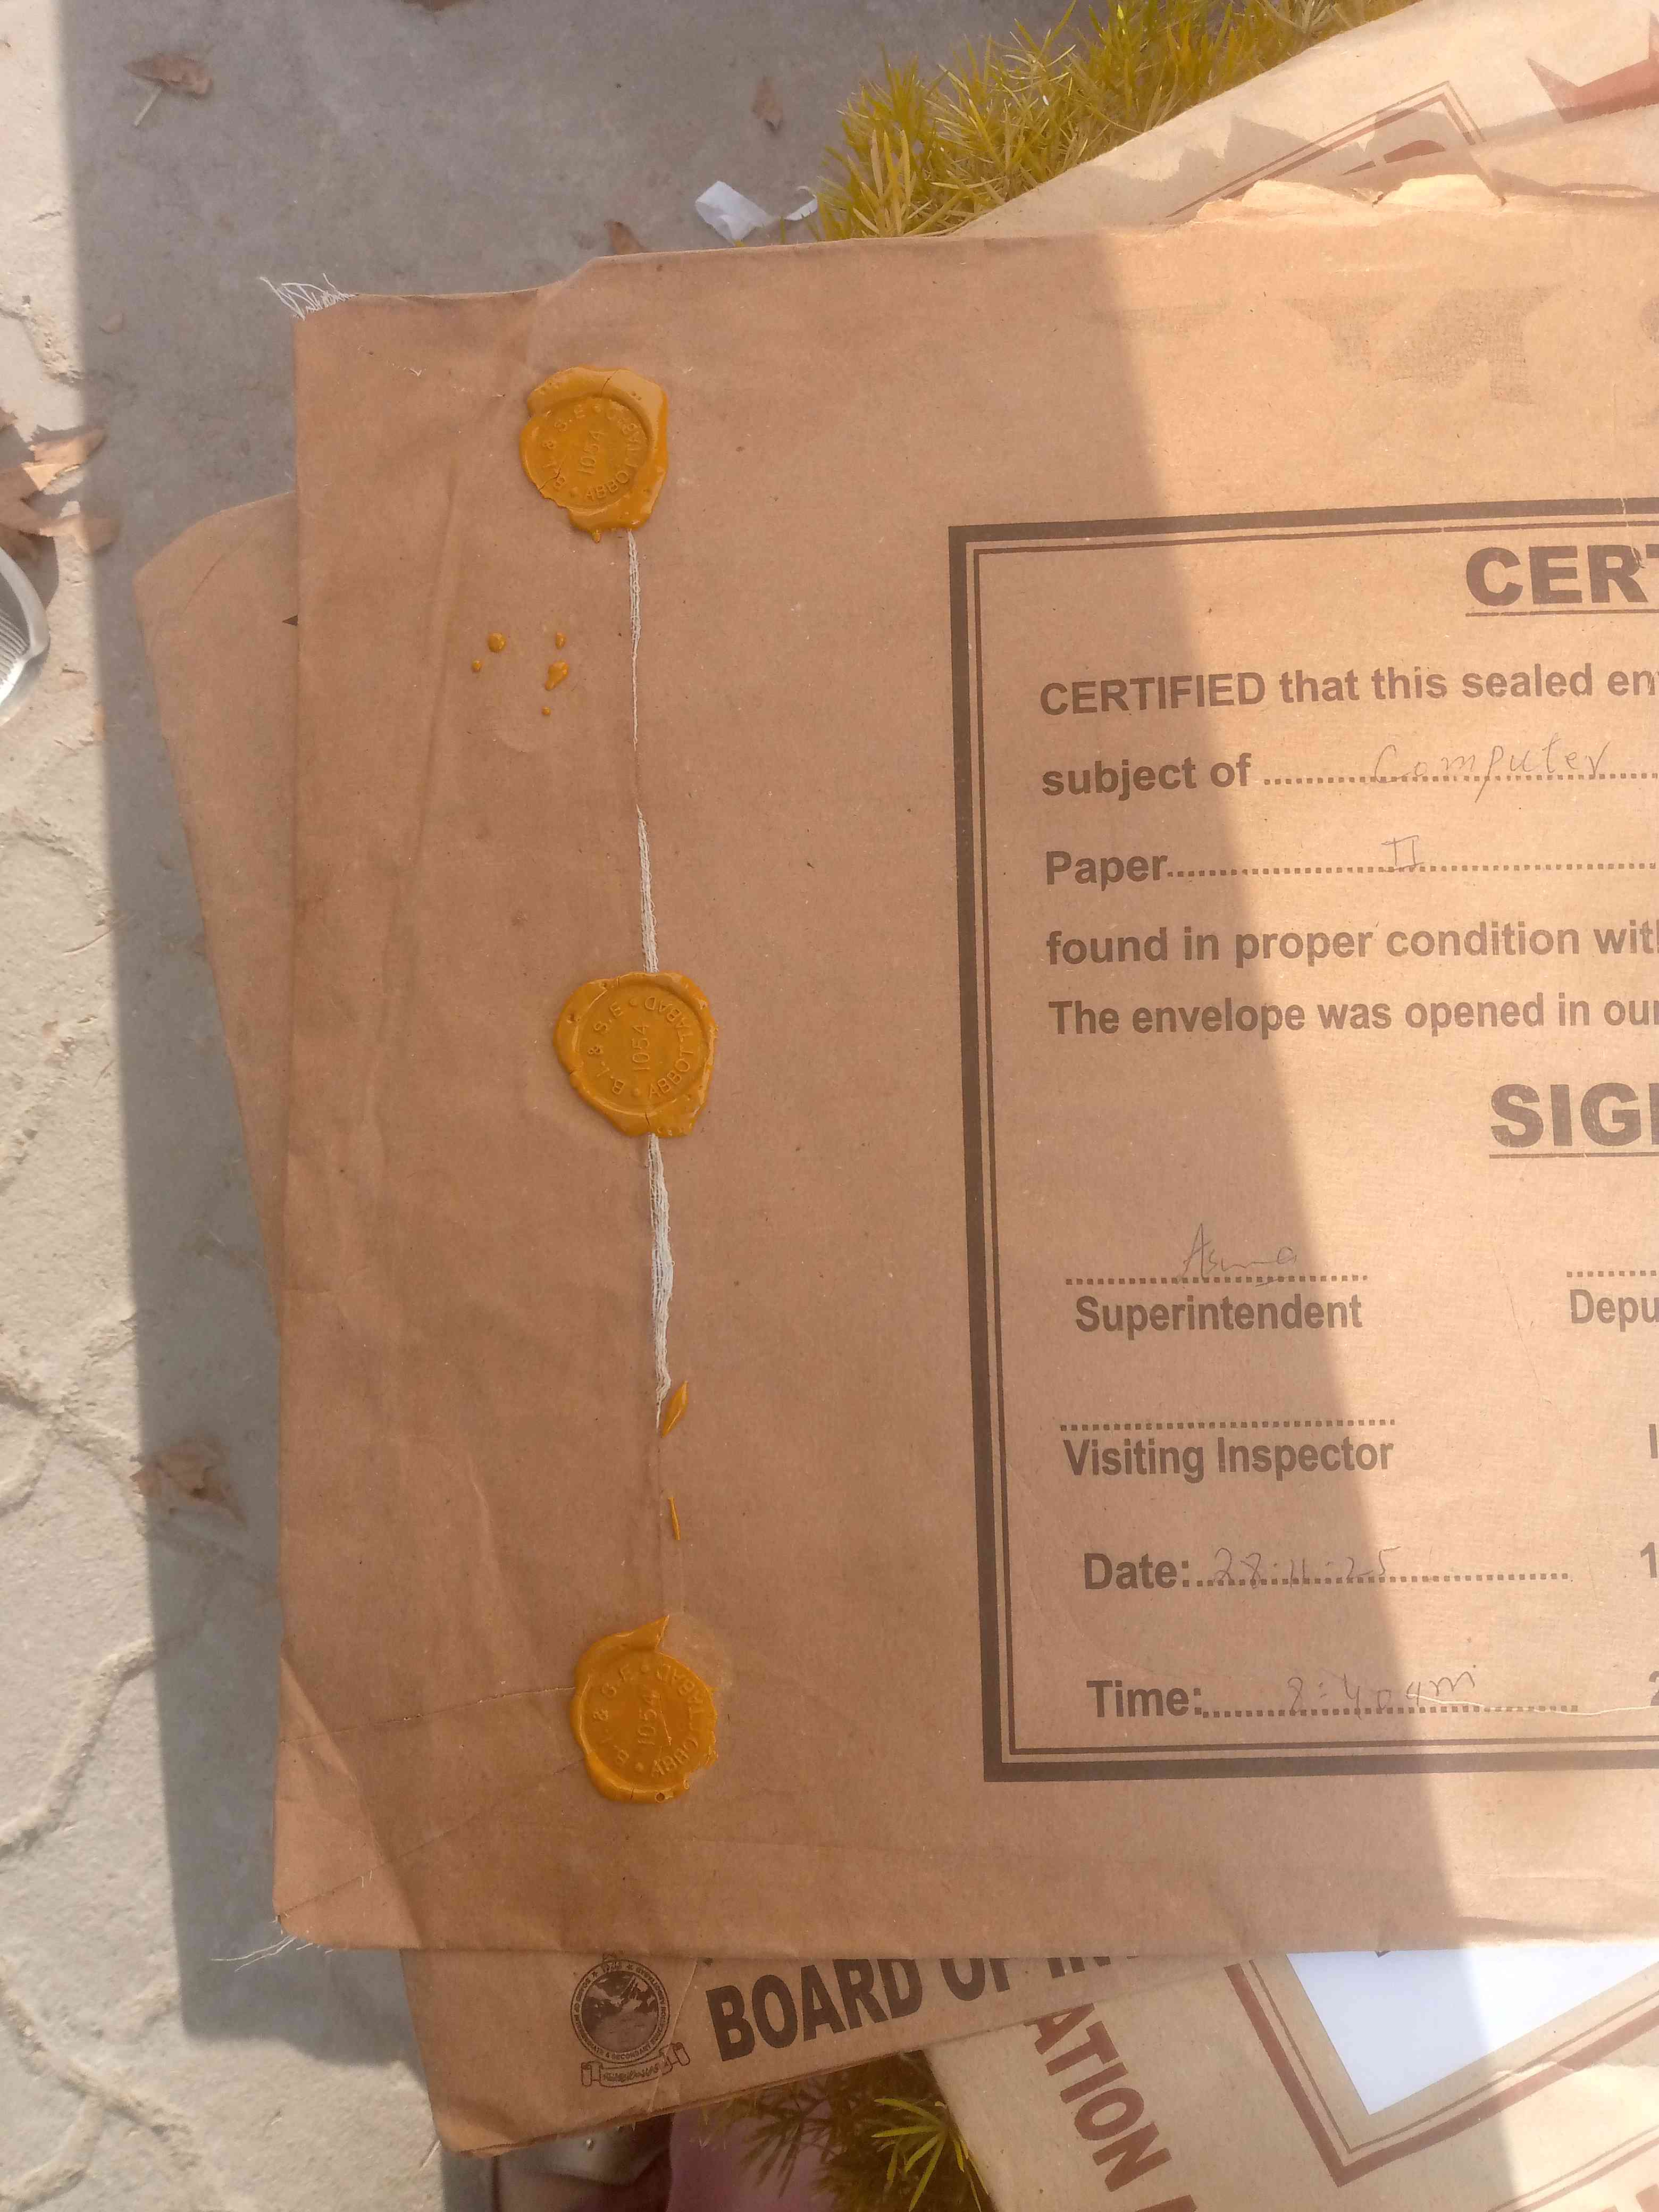 B.I. & S.E • ABBOTTABAD •
1054
CERT
CERTIFIED that this sealed en
subject of Computer
Paper II
found in proper condition wit
The envelope was opened in our
SIG
B.I. & S.E • ABBOTTABAD •
1054
Asma
Superintendent
Depu
Visiting Inspector
Date: 28.11.25
Time: 8:40 am
B.I. & S.E • ABBOTTABAD •
1054
BOARD OF IN
ATION